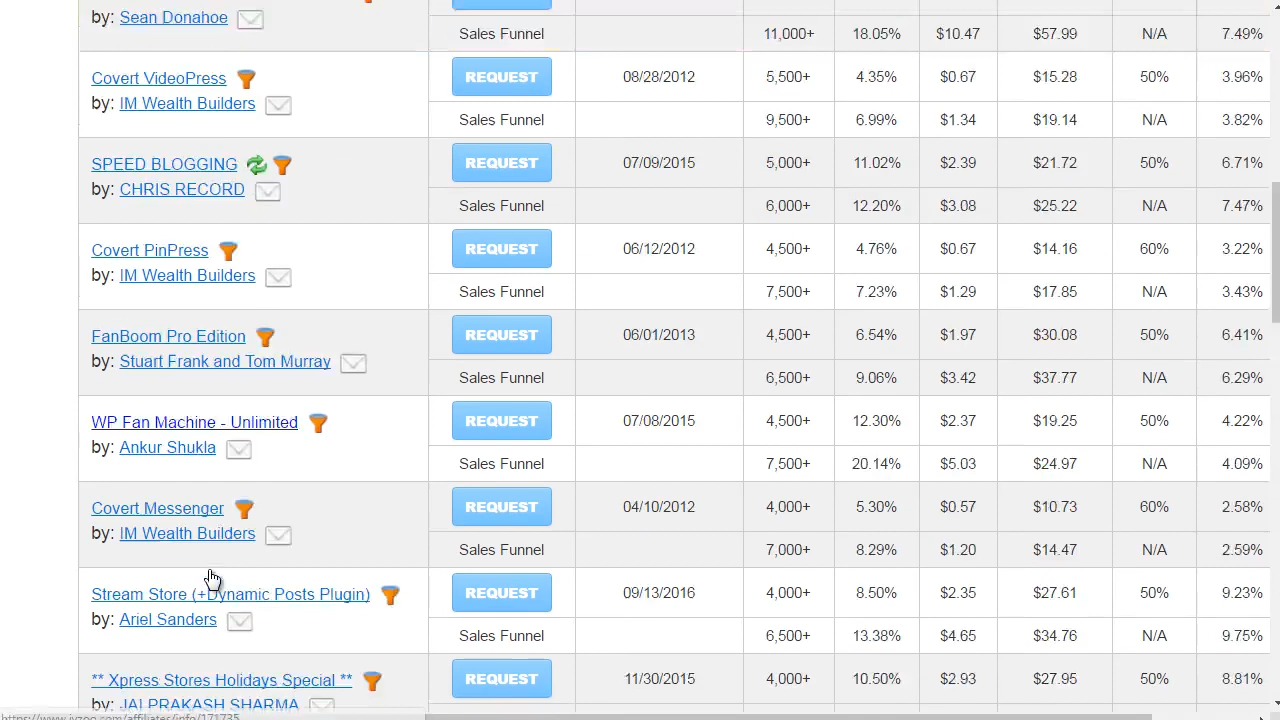 by: Sean Donahoe
Sales Funnel 11,000+ 18.05% $10.47 $57.99 N/A 7.49%
Covert VideoPress REQUEST 08/28/2012 5,500+ 4.35% $0.67 $15.28 50% 3.96%
by: IM Wealth Builders
Sales Funnel 9,500+ 6.99% $1.34 $19.14 N/A 3.82%
SPEED BLOGGING REQUEST 07/09/2015 5,000+ 11.02% $2.39 $21.72 50% 6.71%
by: CHRIS RECORD
Sales Funnel 6,000+ 12.20% $3.08 $25.22 N/A 7.47%
Covert PinPress REQUEST 06/12/2012 4,500+ 4.76% $0.67 $14.16 60% 3.22%
by: IM Wealth Builders
Sales Funnel 7,500+ 7.23% $1.29 $17.85 N/A 3.43%
FanBoom Pro Edition REQUEST 06/01/2013 4,500+ 6.54% $1.97 $30.08 50% 6.41%
by: Stuart Frank and Tom Murray
Sales Funnel 6,500+ 9.06% $3.42 $37.77 N/A 6.29%
WP Fan Machine - Unlimited REQUEST 07/08/2015 4,500+ 12.30% $2.37 $19.25 50% 4.22%
by: Ankur Shukla
Sales Funnel 7,500+ 20.14% $5.03 $24.97 N/A 4.09%
Covert Messenger REQUEST 04/10/2012 4,000+ 5.30% $0.57 $10.73 60% 2.58%
by: IM Wealth Builders
Sales Funnel 7,000+ 8.29% $1.20 $14.47 N/A 2.59%
Stream Store (+Dynamic Posts Plugin) REQUEST 09/13/2016 4,000+ 8.50% $2.35 $27.61 50% 9.23%
by: Ariel Sanders
Sales Funnel 6,500+ 13.38% $4.65 $34.76 N/A 9.75%
** Xpress Stores Holidays Special ** REQUEST 11/30/2015 4,000+ 10.50% $2.93 $27.95 50% 8.81%
by: JAI PRAKASH SHARMA